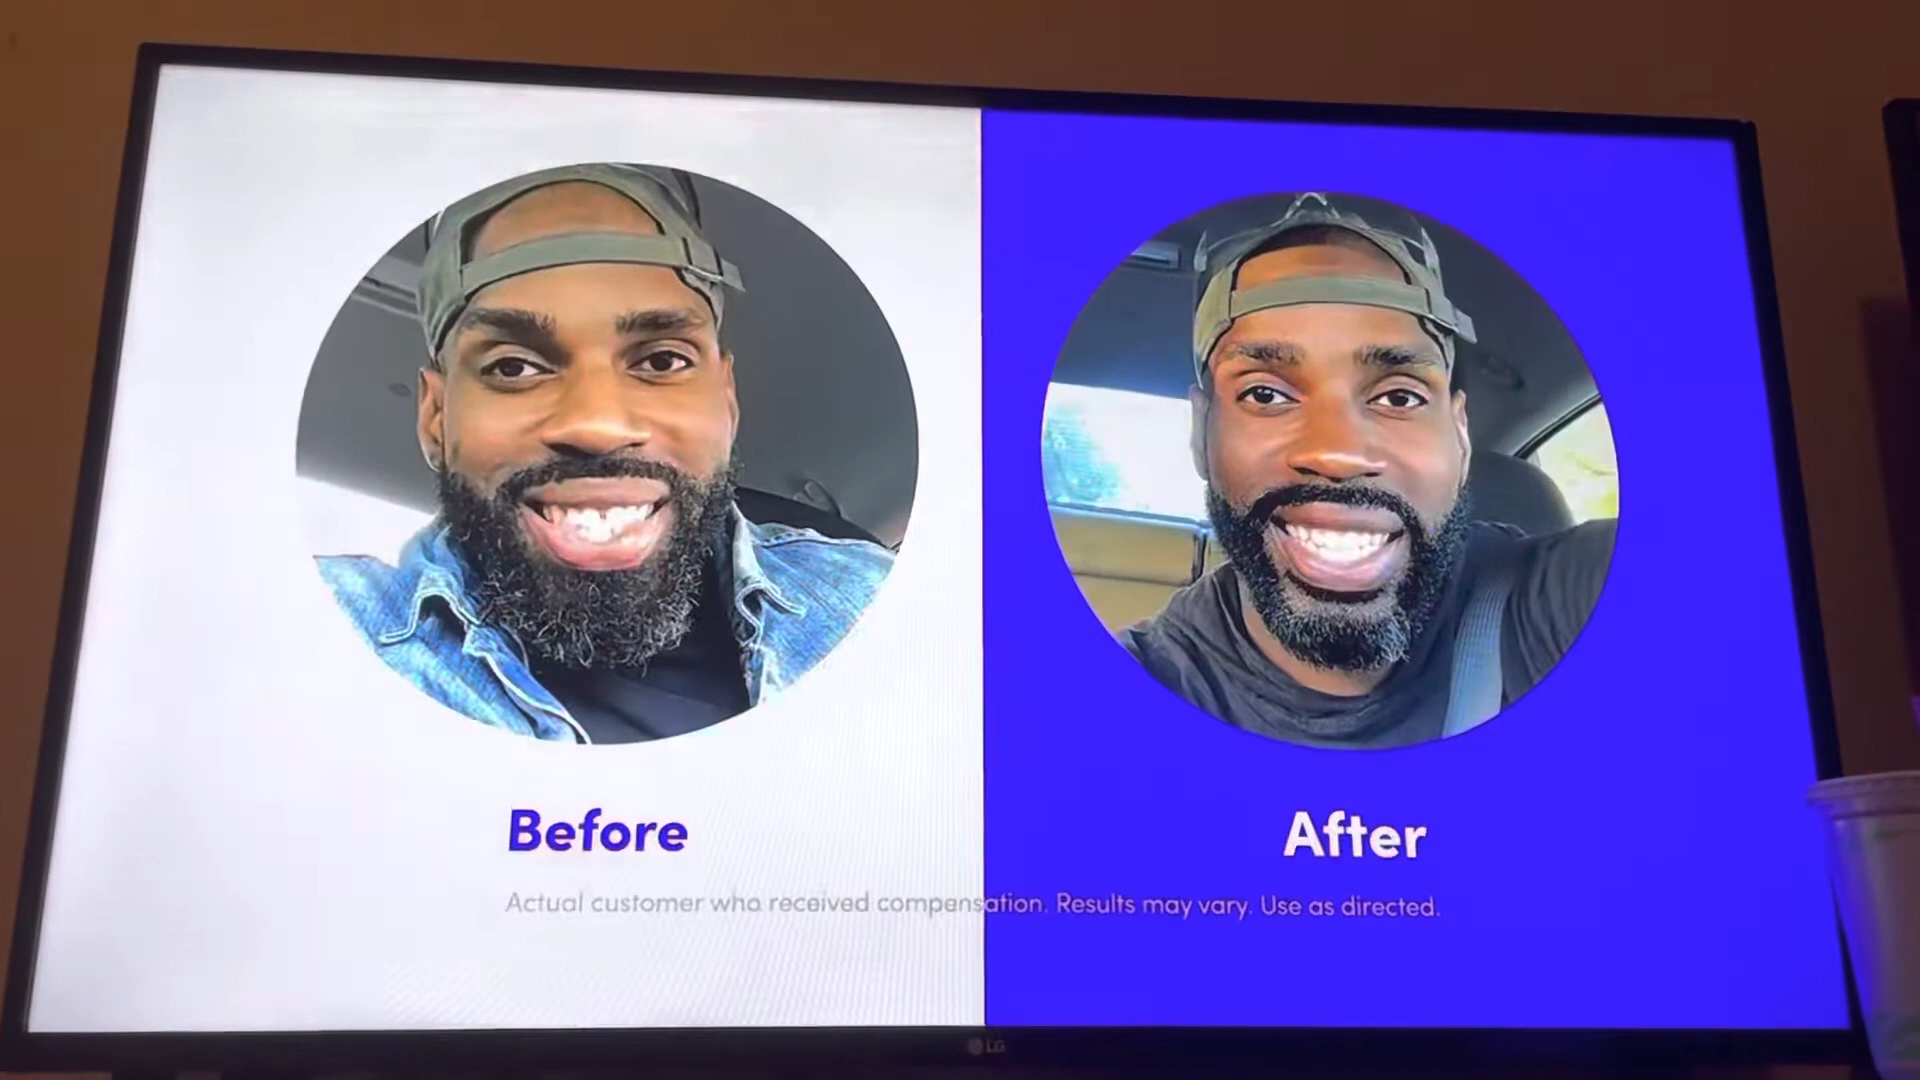 Before
After
Actual customer who received compensation. Results may vary. Use as directed.
LG